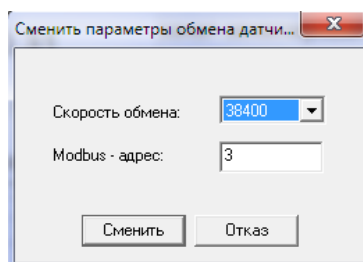 Сменить параметры обмена датчи...
Скорость обмена: 38400
Modbus - адрес: 3
Сменить Отказ